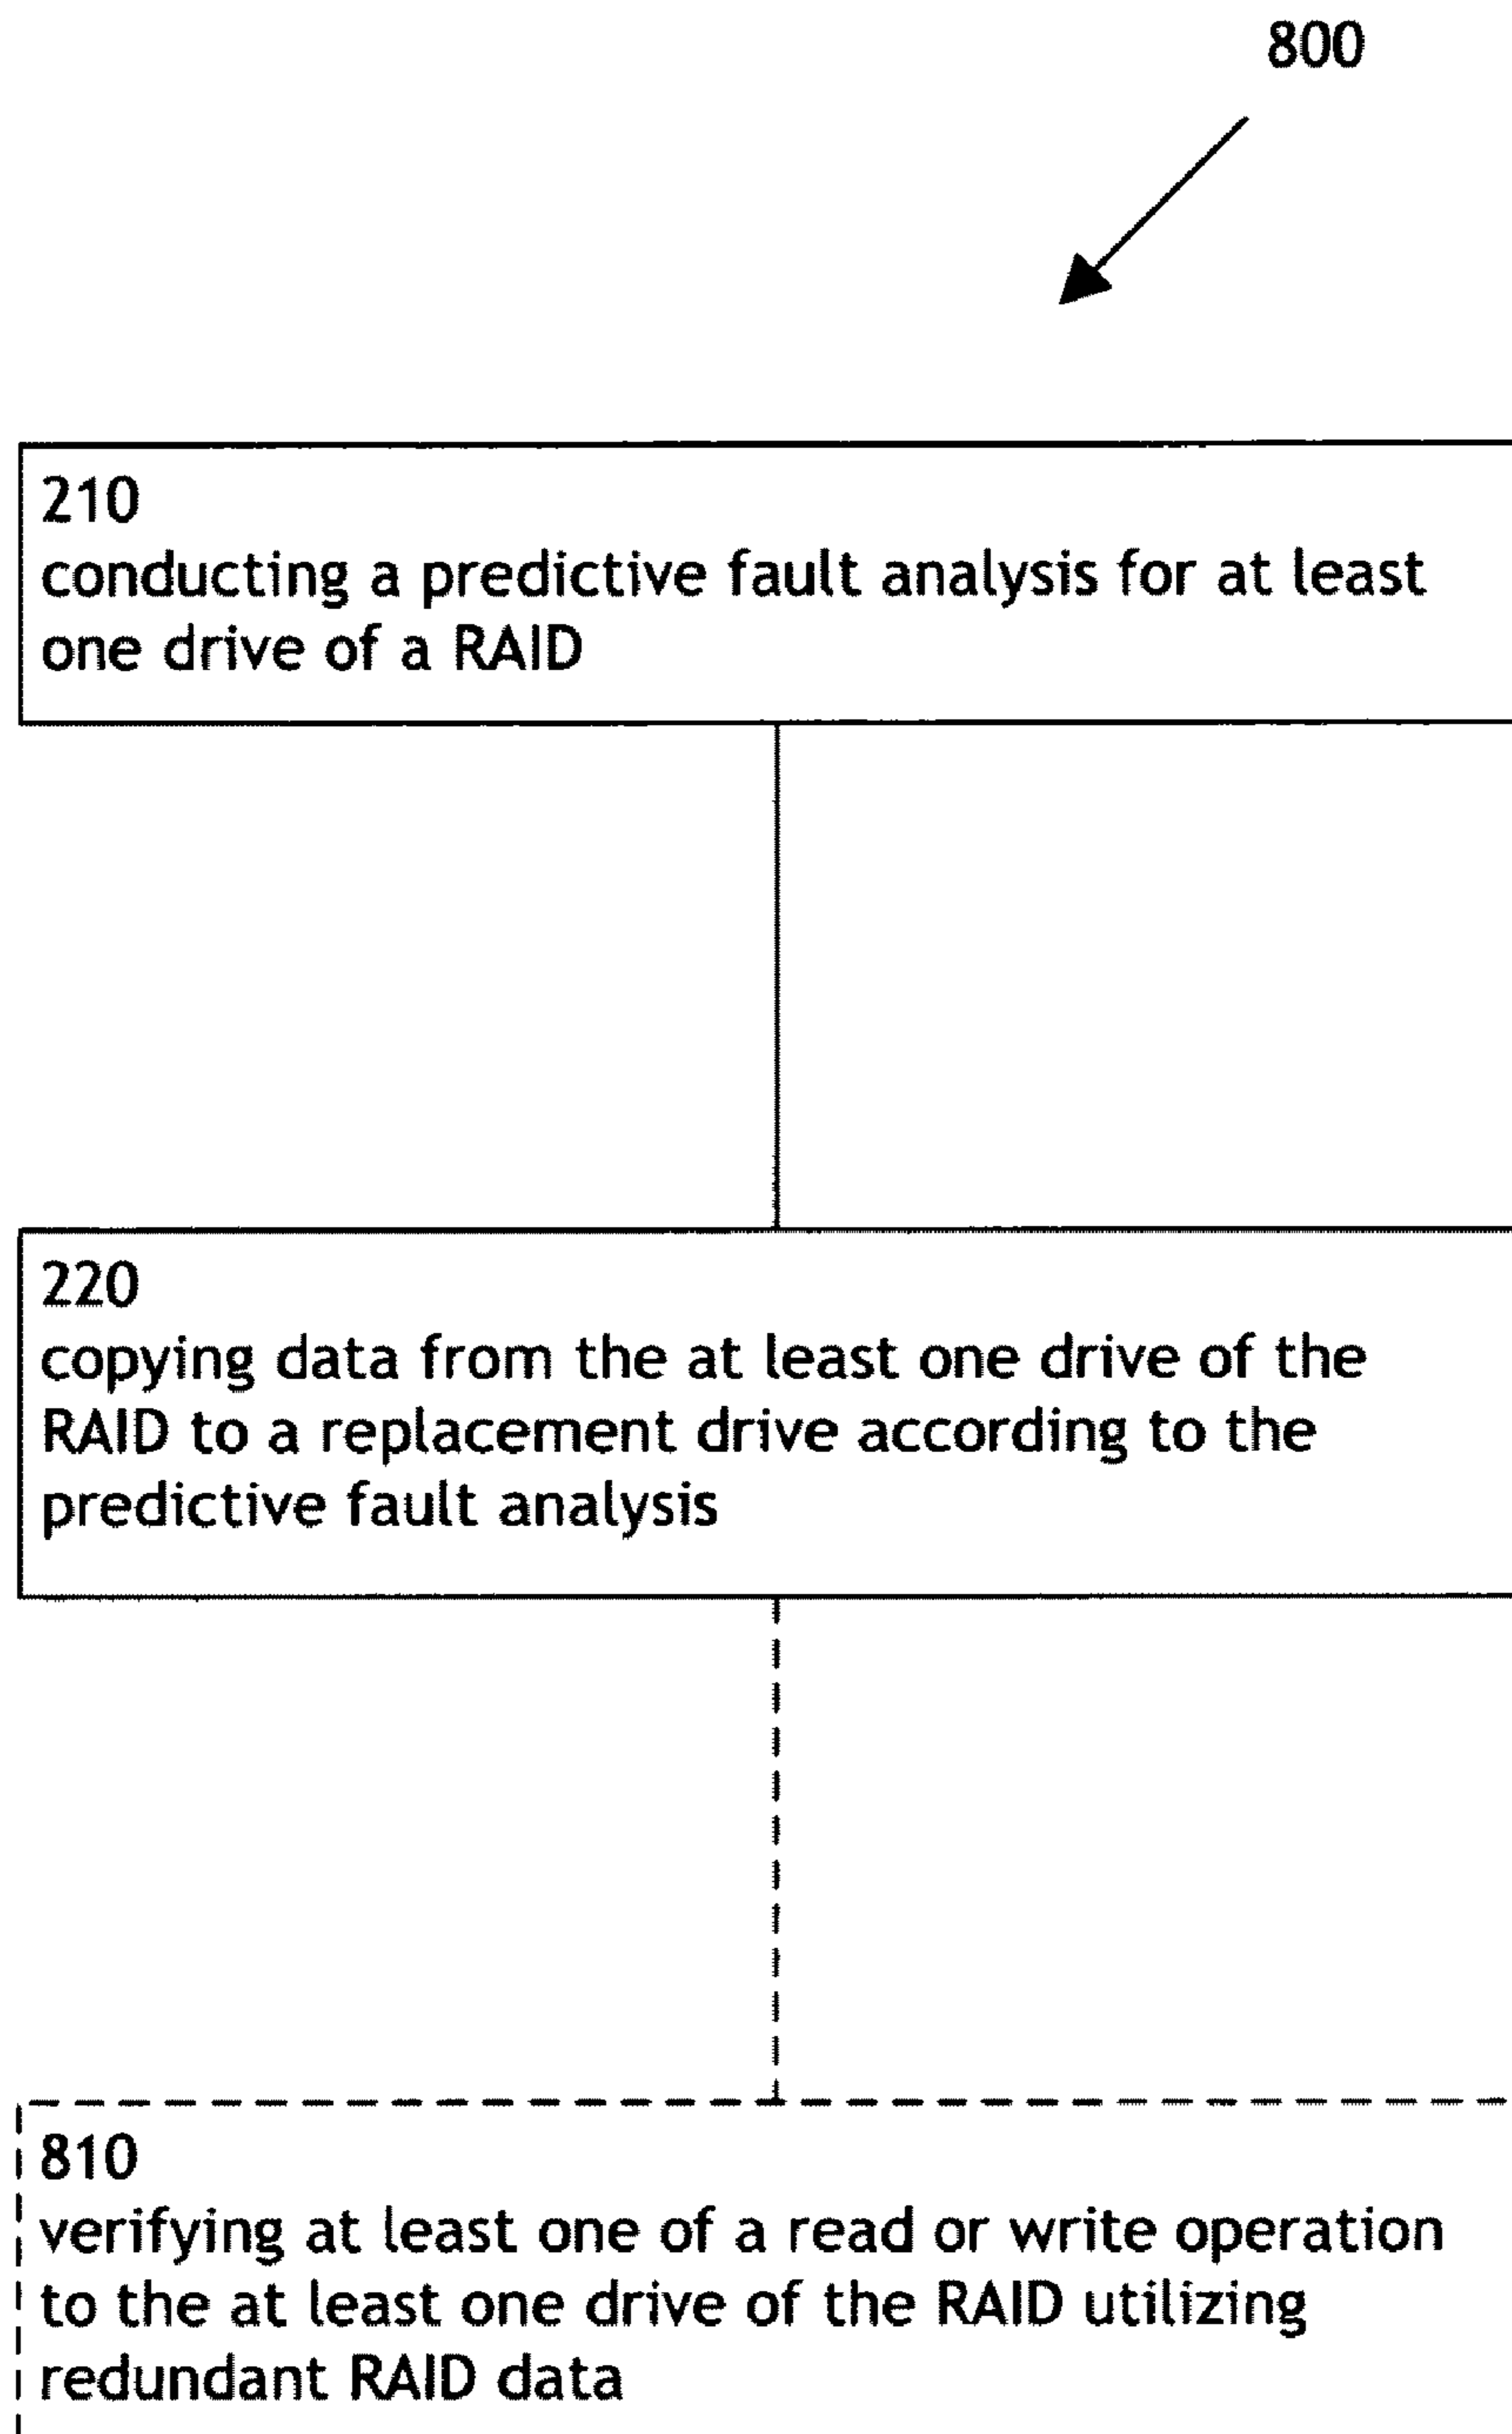 800
210
conducting a predictive fault analysis for at least
one drive of a RAID
220
copying data from the at least one drive of the
RAID to a replacement drive according to the
predictive fault analysis
810
verifying at least one of a read or write operation
to the at least one drive of the RAID utilizing
redundant RAID data